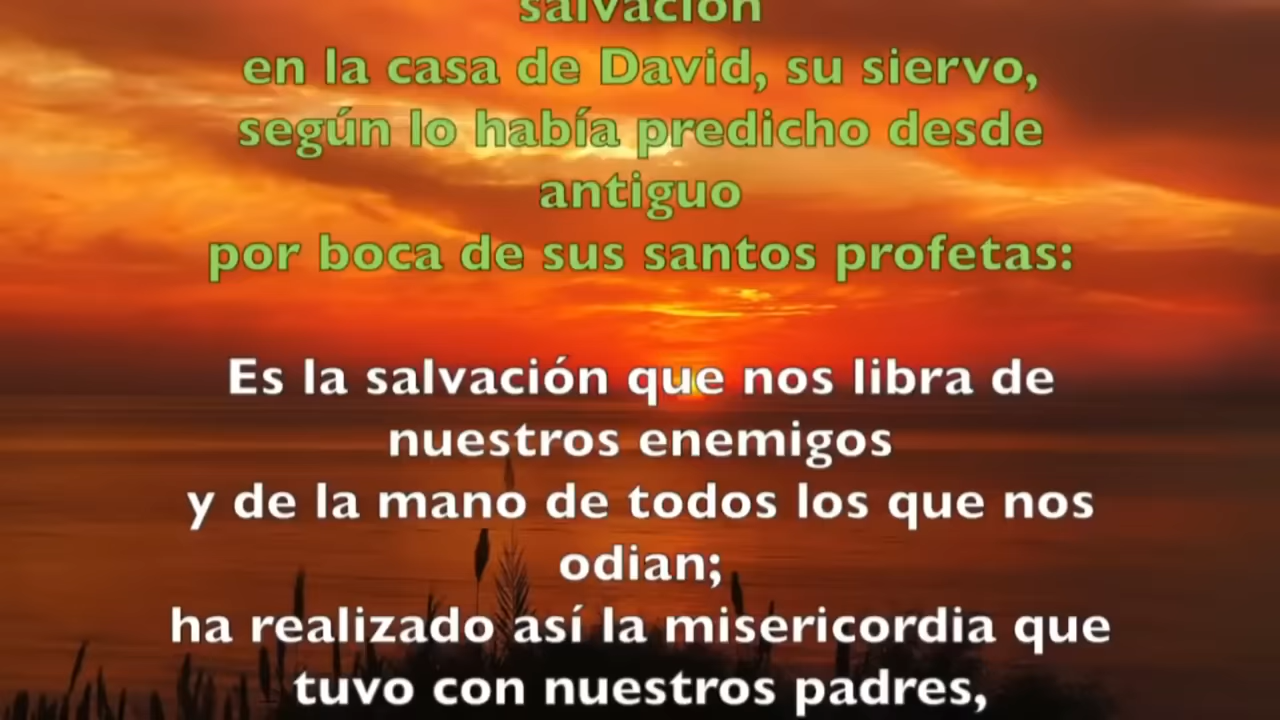 salvación
en la casa de David, su siervo,
según lo había predicho desde
antiguo
por boca de sus santos profetas:
Es la salvación que nos libra de
nuestros enemigos
y de la mano de todos los que nos
odian;
ha realizado así la misericordia que
tuvo con nuestros padres,